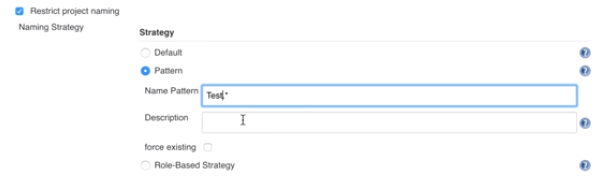 Restrict project naming
Naming Strategy
Strategy
Default
Pattern
Name Pattern
Test.*
Description
force existing
Role-Based Strategy